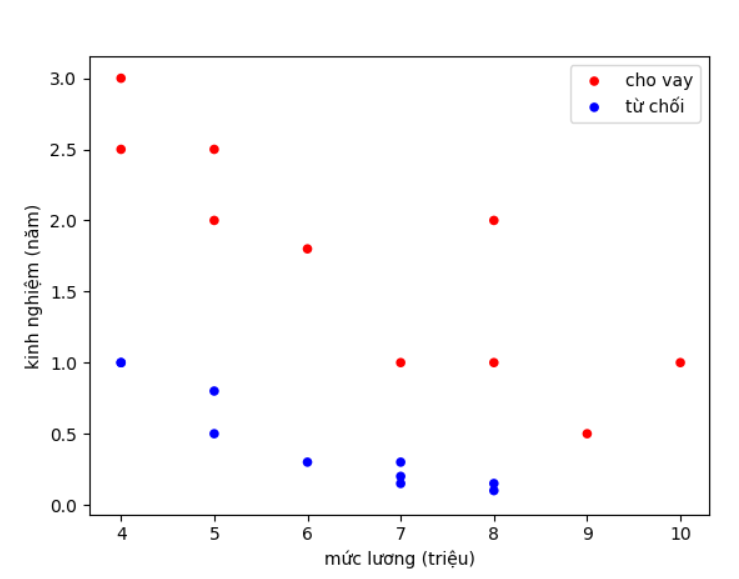 cho vay
từ chối
3.0
2.5
2.0
1.5
1.0
0.5
0.0
kinh nghiệm (năm)
4 5 6 7 8 9 10
mức lương (triệu)